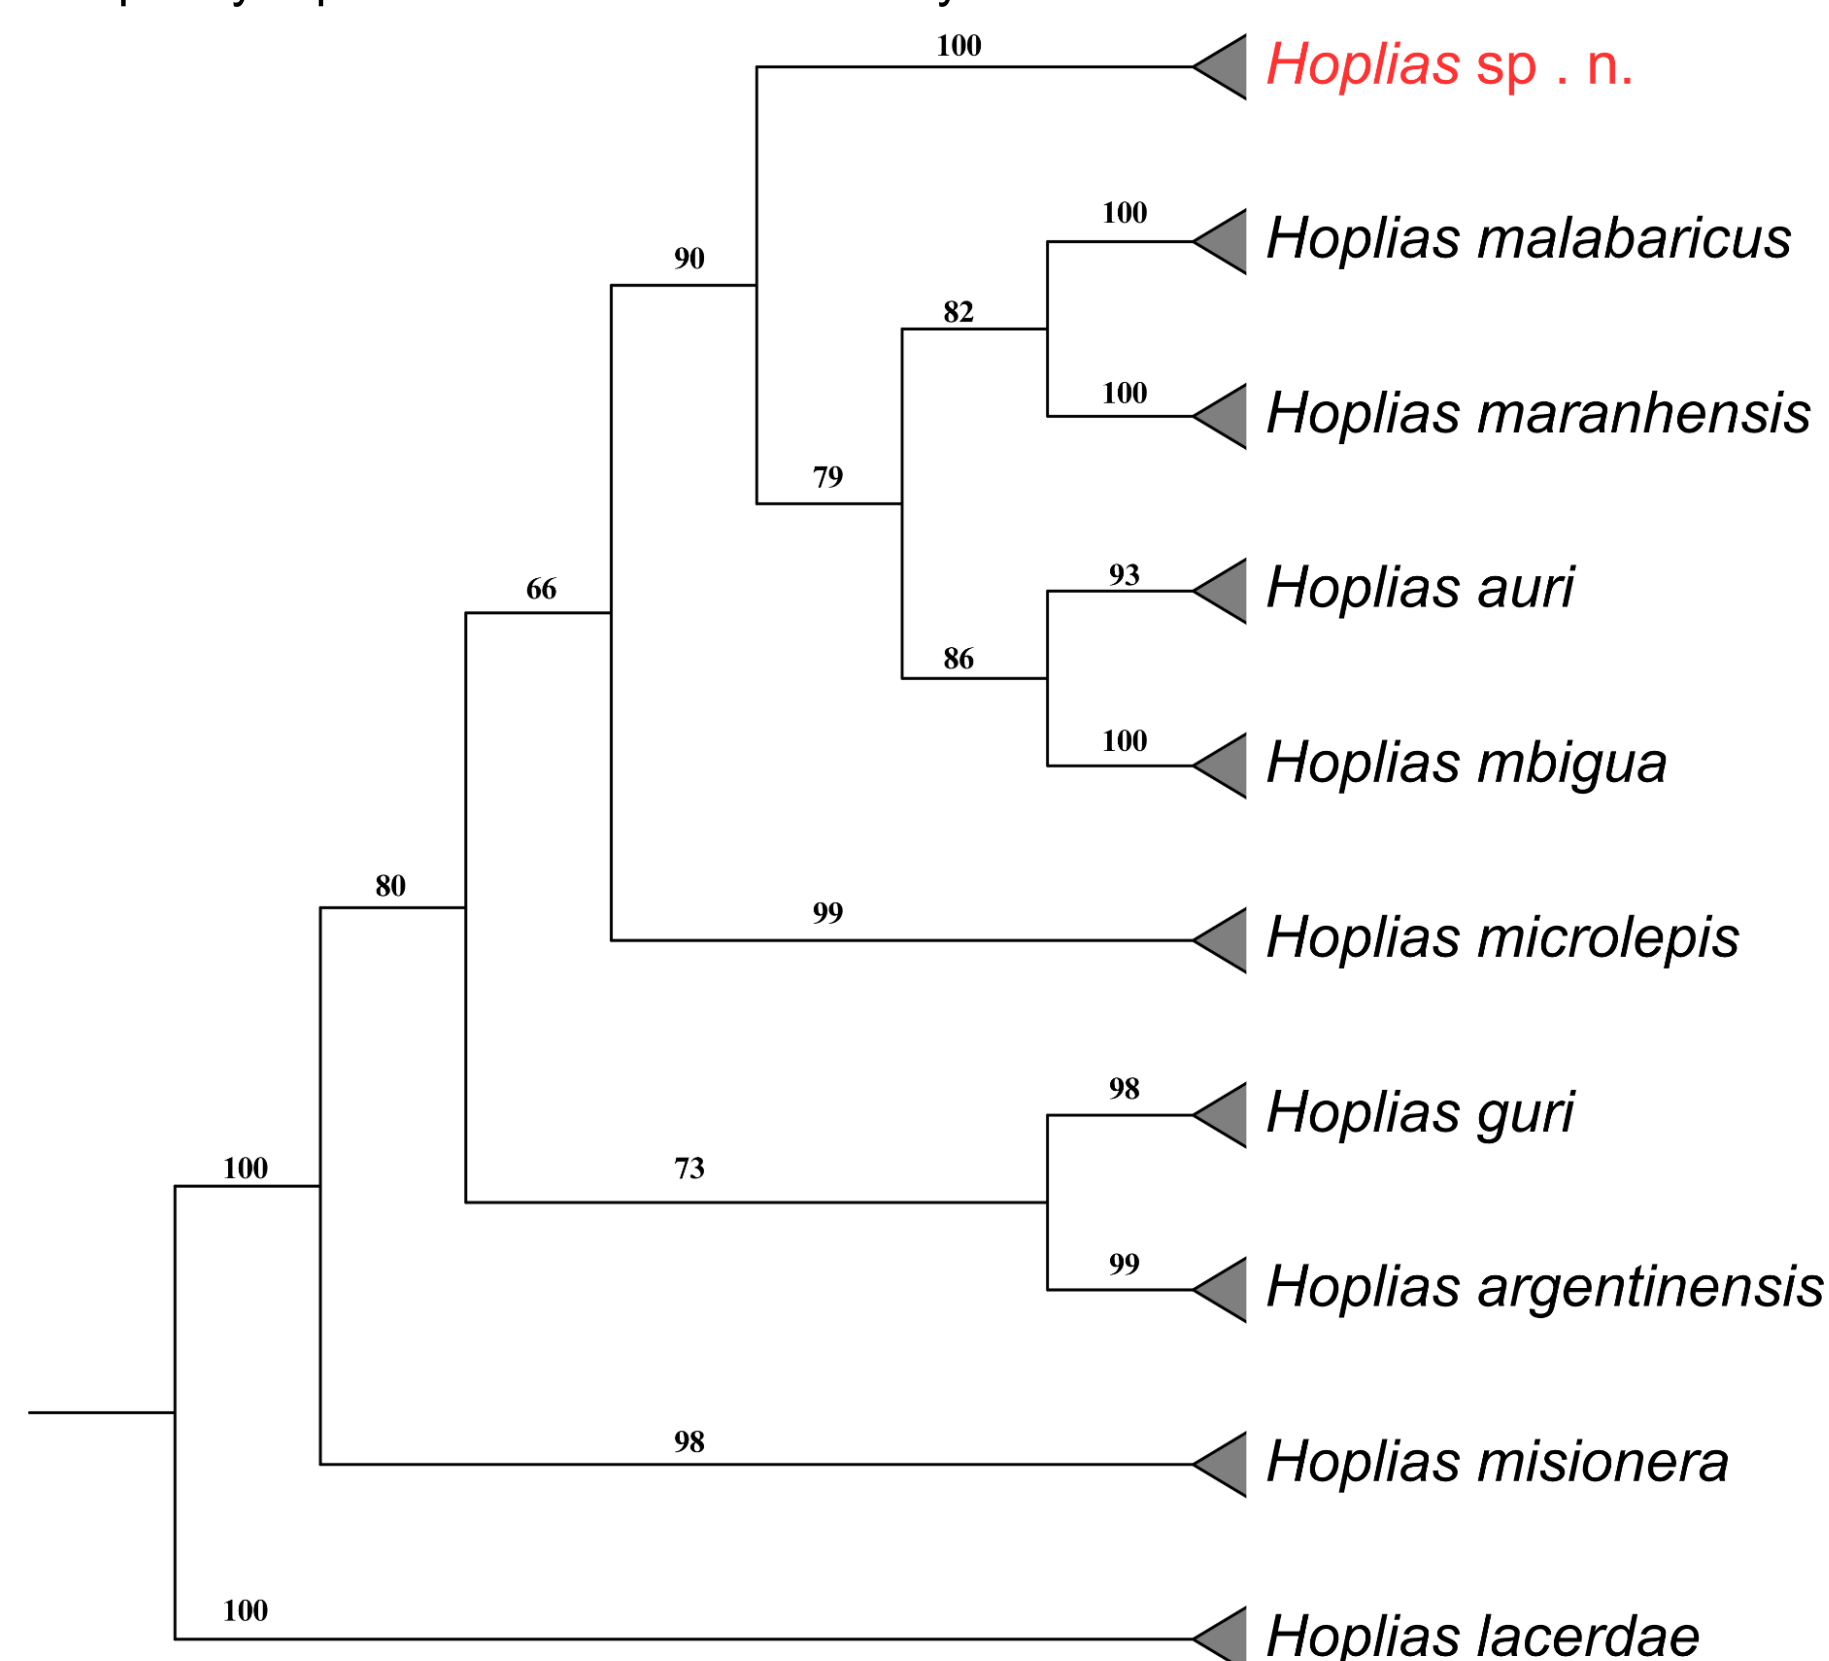 100
Hoplias sp . n.
100
Hoplias malabaricus
90
82
100
Hoplias maranhensis
79
93
Hoplias auri
66
86
100
Hoplias mbigua
80
99
Hoplias microlepis
98
Hoplias guri
100
73
99
Hoplias argentinensis
98
Hoplias misionera
100
Hoplias lacerdae